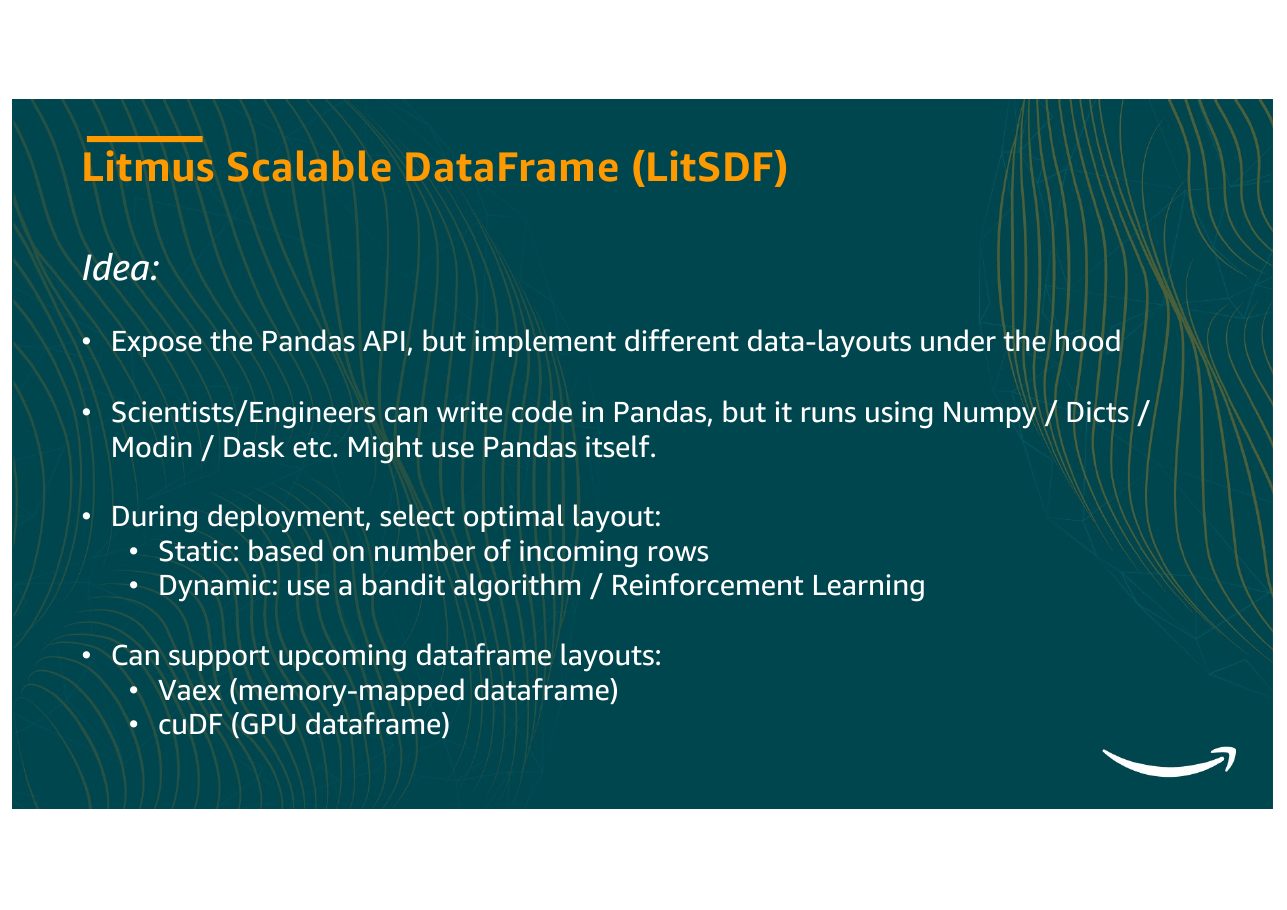 Litmus Scalable DataFrame (LitSDF)
Idea:
• Expose the Pandas API, but implement different data-layouts under the hood
• Scientists/Engineers can write code in Pandas, but it runs using Numpy / Dicts /
Modin / Dask etc. Might use Pandas itself.
• During deployment, select optimal layout:
• Static: based on number of incoming rows
• Dynamic: use a bandit algorithm / Reinforcement Learning
• Can support upcoming dataframe layouts:
• Vaex (memory-mapped dataframe)
• cuDF (GPU dataframe)